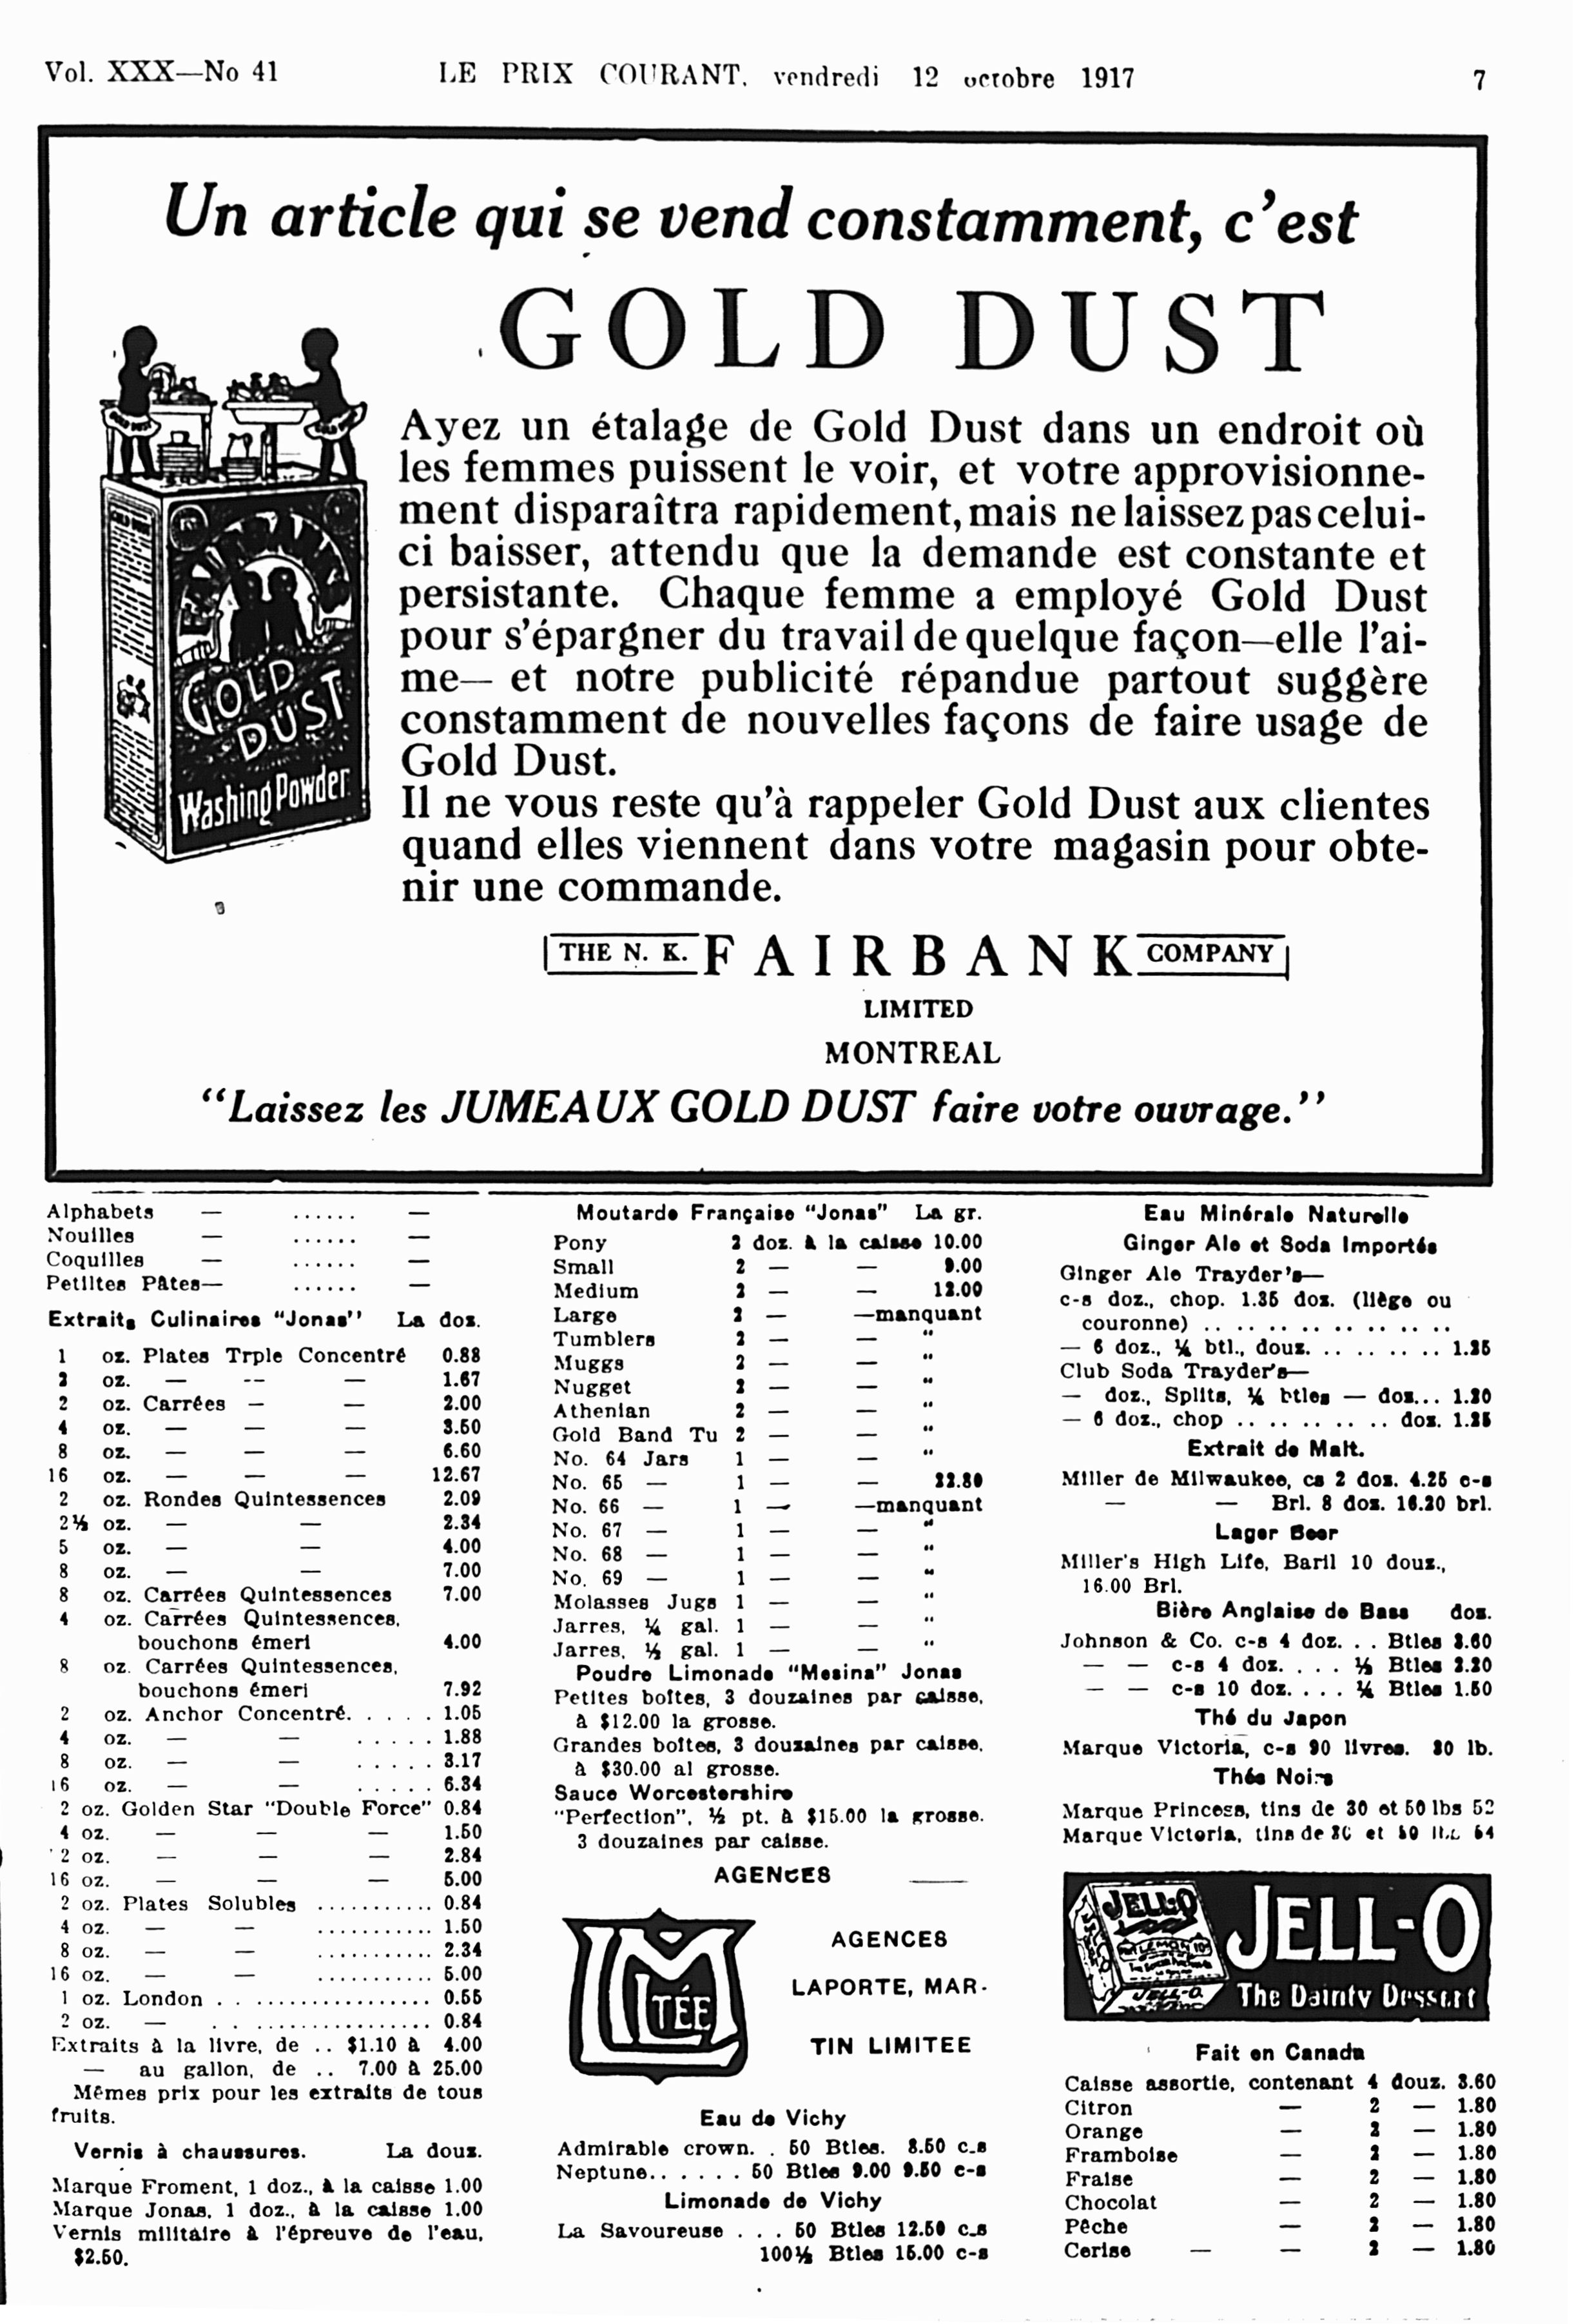 Vol. XXX—No 41
LE PRIX COURANT, vendredi 12 octobre 1917
7
Un article qui se vend constamment, c'est
GOLD DUST
Ayez un étalage de Gold Dust dans un endroit où
les femmes puissent le voir, et votre approvisionne-
ment disparaîtra rapidement, mais ne laissez pas celui-
ci baisser, attendu que la demande est constante et
persistante. Chaque femme a employé Gold Dust
pour s'épargner du travail de quelque façon—elle l'ai-
me— et notre publicité répandue partout suggère
constamment de nouvelles façons de faire usage de
Gold Dust.
Il ne vous reste qu'à rappeler Gold Dust aux clientes
quand elles viennent dans votre magasin pour obte-
nir une commande.
GOLD DUST
FAIRBANK'S
GOLD
DUST
Washing Powder
THE N. K. FAIRBANK COMPANY
LIMITED
MONTREAL
"Laissez les JUMEAUX GOLD DUST faire votre ouvrage."
Alphabets — ...... —
Nouilles — ...... —
Coquilles — ...... —
Petiltes Pâtes— ...... —
Extraits Culinaires "Jonas" La doz.
1 oz. Plates Trple Concentré 0.88
2 oz. — -- — 1.67
2 oz. Carrées — — 2.00
4 oz. — — — 3.50
8 oz. — — — 6.60
16 oz. — — — 12.67
2 oz. Rondes Quintessences 2.09
2½ oz. — — 2.34
5 oz. — — 4.00
8 oz. — — 7.00
8 oz. Carrées Quintessences 7.00
4 oz. Carrées Quintessences,
bouchons émeri 4.00
8 oz. Carrées Quintessences,
bouchons émeri 7.92
2 oz. Anchor Concentré. . . . . 1.05
4 oz. — — . . . . . 1.88
8 oz. — — . . . . . 3.17
16 oz. — — . . . . . 6.34
2 oz. Golden Star "Double Force" 0.84
4 oz. — — — 1.50
2 oz. — — — 2.84
16 oz. — — — 5.00
2 oz. Plates Solubles ........... 0.84
4 oz. — — ........... 1.50
8 oz. — — ........... 2.34
16 oz. — — ........... 5.00
1 oz. London . . ................. 0.55
2 oz. — . . ................. 0.84
Extraits à la livre, de .. $1.10 à 4.00
— au gallon, de .. 7.00 à 25.00
Mêmes prix pour les extraits de tous
fruits.
Vernis à chaussures. La douz.
Marque Froment, 1 doz., à la caisse 1.00
Marque Jonas, 1 doz., à la caisse 1.00
Vernis militaire à l'épreuve de l'eau,
$2.50.
Moutarde Française "Jonas" La gr.
Pony 2 doz. à la caisse 10.00
Small 2 — — 9.00
Medium 2 — — 12.00
Large 2 — —manquant
Tumblers 2 — — "
Muggs 2 — — "
Nugget 2 — — "
Athenian 2 — — "
Gold Band Tu 2 — — "
No. 64 Jars 1 — — "
No. 65 — 1 — —
No. 66 — 1 — —manquant
No. 67 — 1 — — "
No. 68 — 1 — — "
No. 69 — 1 — — "
Molasses Jugs 1 — — "
Jarres, ¼ gal. 1 — — "
Jarres, ½ gal. 1 — — "
Poudre Limonade "Mesina" Jonas
Petites boîtes, 3 douzaines par caisse,
à $12.00 la grosse.
Grandes boîtes, 3 douzaines par caisse,
à $30.00 al grosse.
Sauce Worcestershire
"Perfection", ½ pt. à $15.00 la grosse.
3 douzaines par caisse.
AGENCES
LM
LTÉE
AGENCES
LAPORTE, MAR-
TIN LIMITEE
Eau de Vichy
Admirable crown. . 50 Btles. 8.50 c-s
Neptune.. . . . . . 50 Btles 9.00 9.50 c-s
Limonade de Vichy
La Savoureuse . . . 50 Btles 12.50 c-s
100½ Btles 15.00 c-s
Eau Minérale Naturelle
Ginger Ale et Soda Importés
Ginger Ale Trayder's—
c-s doz., chop. 1.35 doz. (liège ou
couronne) .. .. .. .. .. .. .. .. ..
— 6 doz., ¼ btl., douz. .. .. .. .. 1.25
Club Soda Trayder's—
— doz., Splits, ¼ btles — doz... 1.20
— 6 doz., chop .. .. .. .. .. doz. 1.25
Extrait de Malt.
Miller de Milwaukee, cs 2 doz. 4.25 c-s
— — Brl. 8 doz. 16.20 brl.
Lager Beer
Miller's High Life, Baril 10 douz.,
16.00 Brl.
Bière Anglaise de Bass doz.
Johnson & Co. c-s 4 doz. . . Btles
— — c-s 4 doz. . . . ½ Btles 2.20
— — c-s 10 doz. . . . ¼ Btles 1.50
Thé du Japon
Marque Victoria, c-s 90 livres. lb.
Thés Noirs
Marque Princess, tins de 30 et 50 lbs 52
Marque Victoria, tins de 30 et 50 54
JELL-O
JELL-O
JELL-O
The Dainty Dessert
Fait en Canada
Caisse assortie, contenant 4 douz. 3.60
Citron — 2 — 1.80
Orange — 2 — 1.80
Framboise — 2 — 1.80
Fraise — 2 — 1.80
Chocolat — 2 — 1.80
Pêche — 2 — 1.80
Cerise — — 2 — 1.80